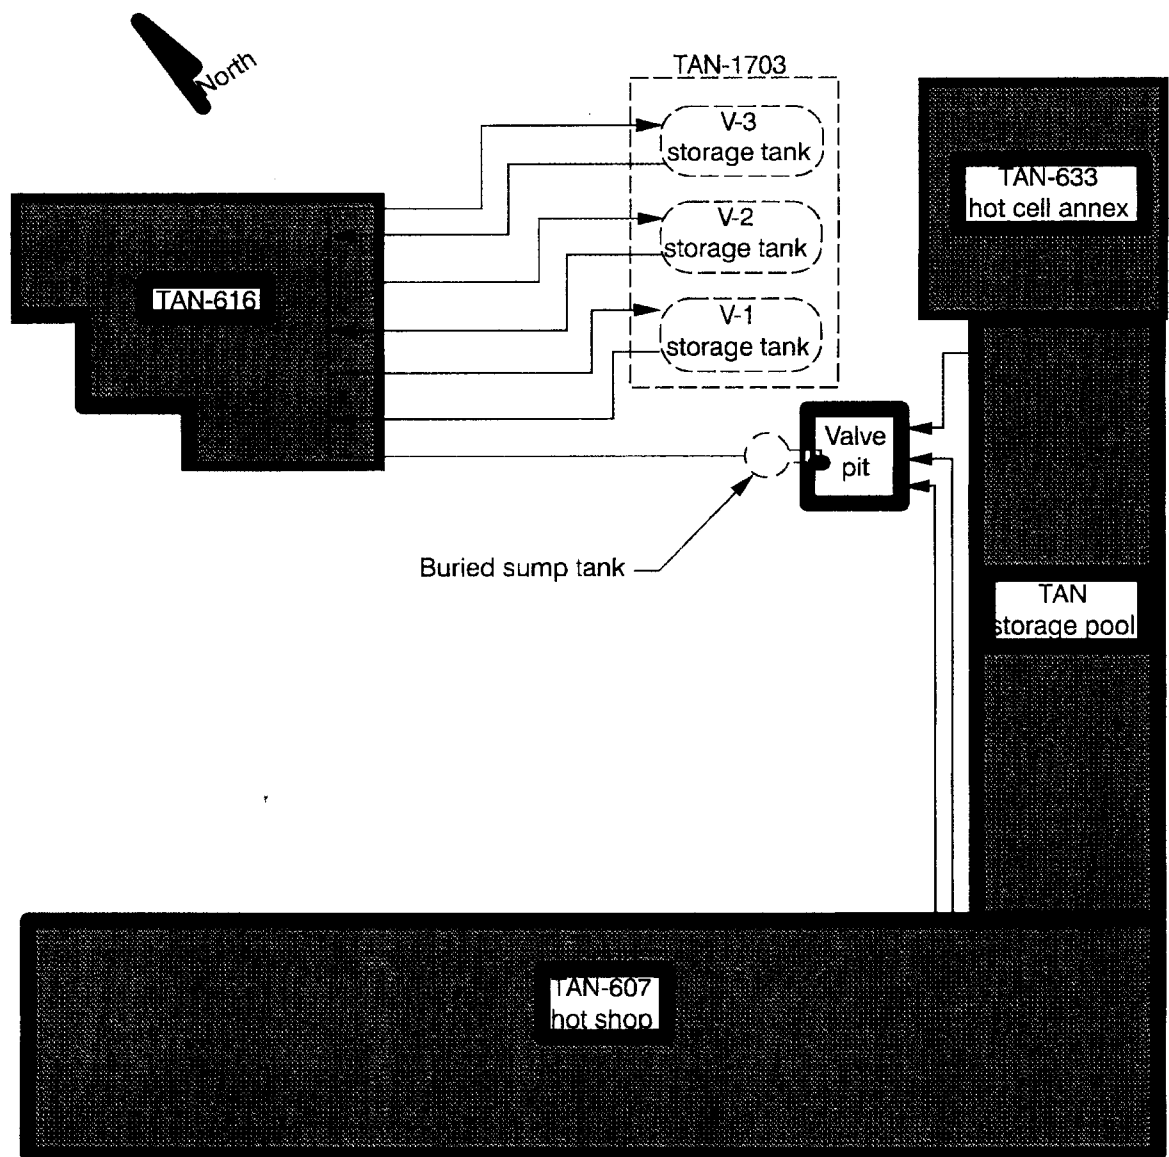 North
TAN-1703
V-3
storage tank
TAN-633
hot cell annex
V-2
storage tank
TAN-616
V-1
storage tank
Valve
pit
Buried sump tank
TAN
storage pool
TAN-607
hot shop